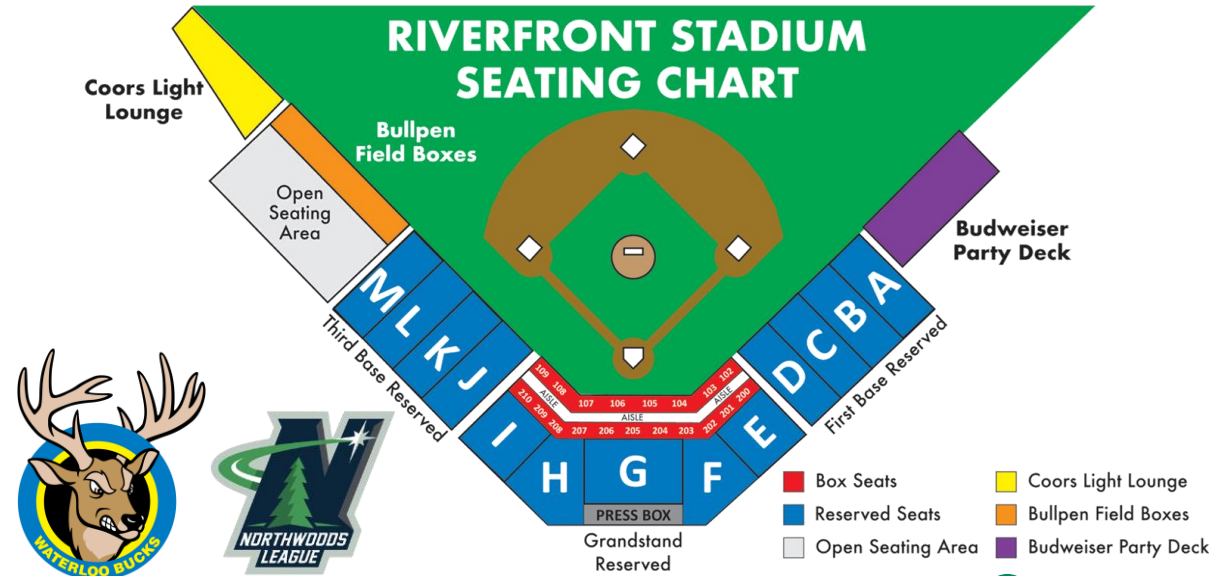 RIVERFRONT STADIUM
SEATING CHART
Coors Light
Lounge
Bullpen
Field Boxes
Open
Seating
Area
Budweiser
Party Deck
M
L
K
J
Third Base Reserved
A
B
C
D
First Base Reserved
109
108
107
106
105
104
103
102
AISLE
AISLE
AISLE
210
209
208
207
206
205
204
203
202
201
200
I
H
G
F
E
PRESS BOX
Grandstand
Reserved
Box Seats
Reserved Seats
Open Seating Area
Coors Light Lounge
Bullpen Field Boxes
Budweiser Party Deck
WATERLOO BUCKS
N
NORTHWOODS
LEAGUE